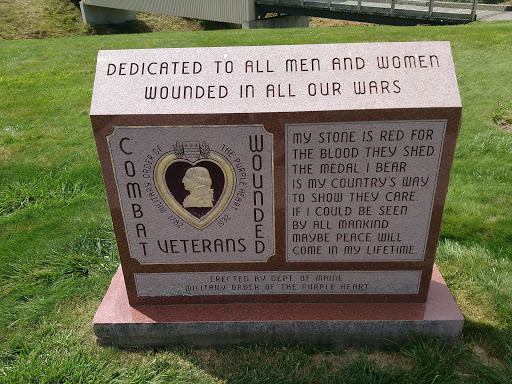 DEDICATED TO ALL MEN AND WOMEN
WOUNDED IN ALL OUR WARS
COMBAT
WOUNDED
MILITARY ORDER OF THE PURPLE HEART
1782
1932
VETERANS
MY STONE IS RED FOR
THE BLOOD THEY SHED.
THE MEDAL I BEAR
IS MY COUNTRY'S WAY
TO SHOW THEY CARE.
IF I COULD BE SEEN
BY ALL MANKIND
MAYBE PEACE WILL
COME IN MY LIFETIME.
ERECTED BY DEPT. OF MAINE
MILITARY ORDER OF THE PURPLE HEART